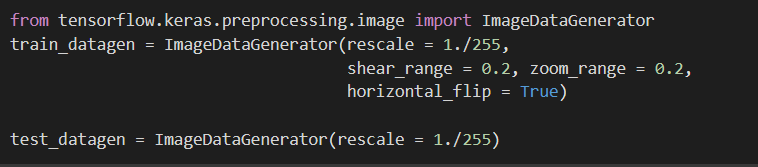 from tensorflow.keras.preprocessing.image import ImageDataGenerator
train_datagen = ImageDataGenerator(rescale = 1./255,
                                   shear_range = 0.2, zoom_range = 0.2,
                                   horizontal_flip = True)
test_datagen = ImageDataGenerator(rescale = 1./255)